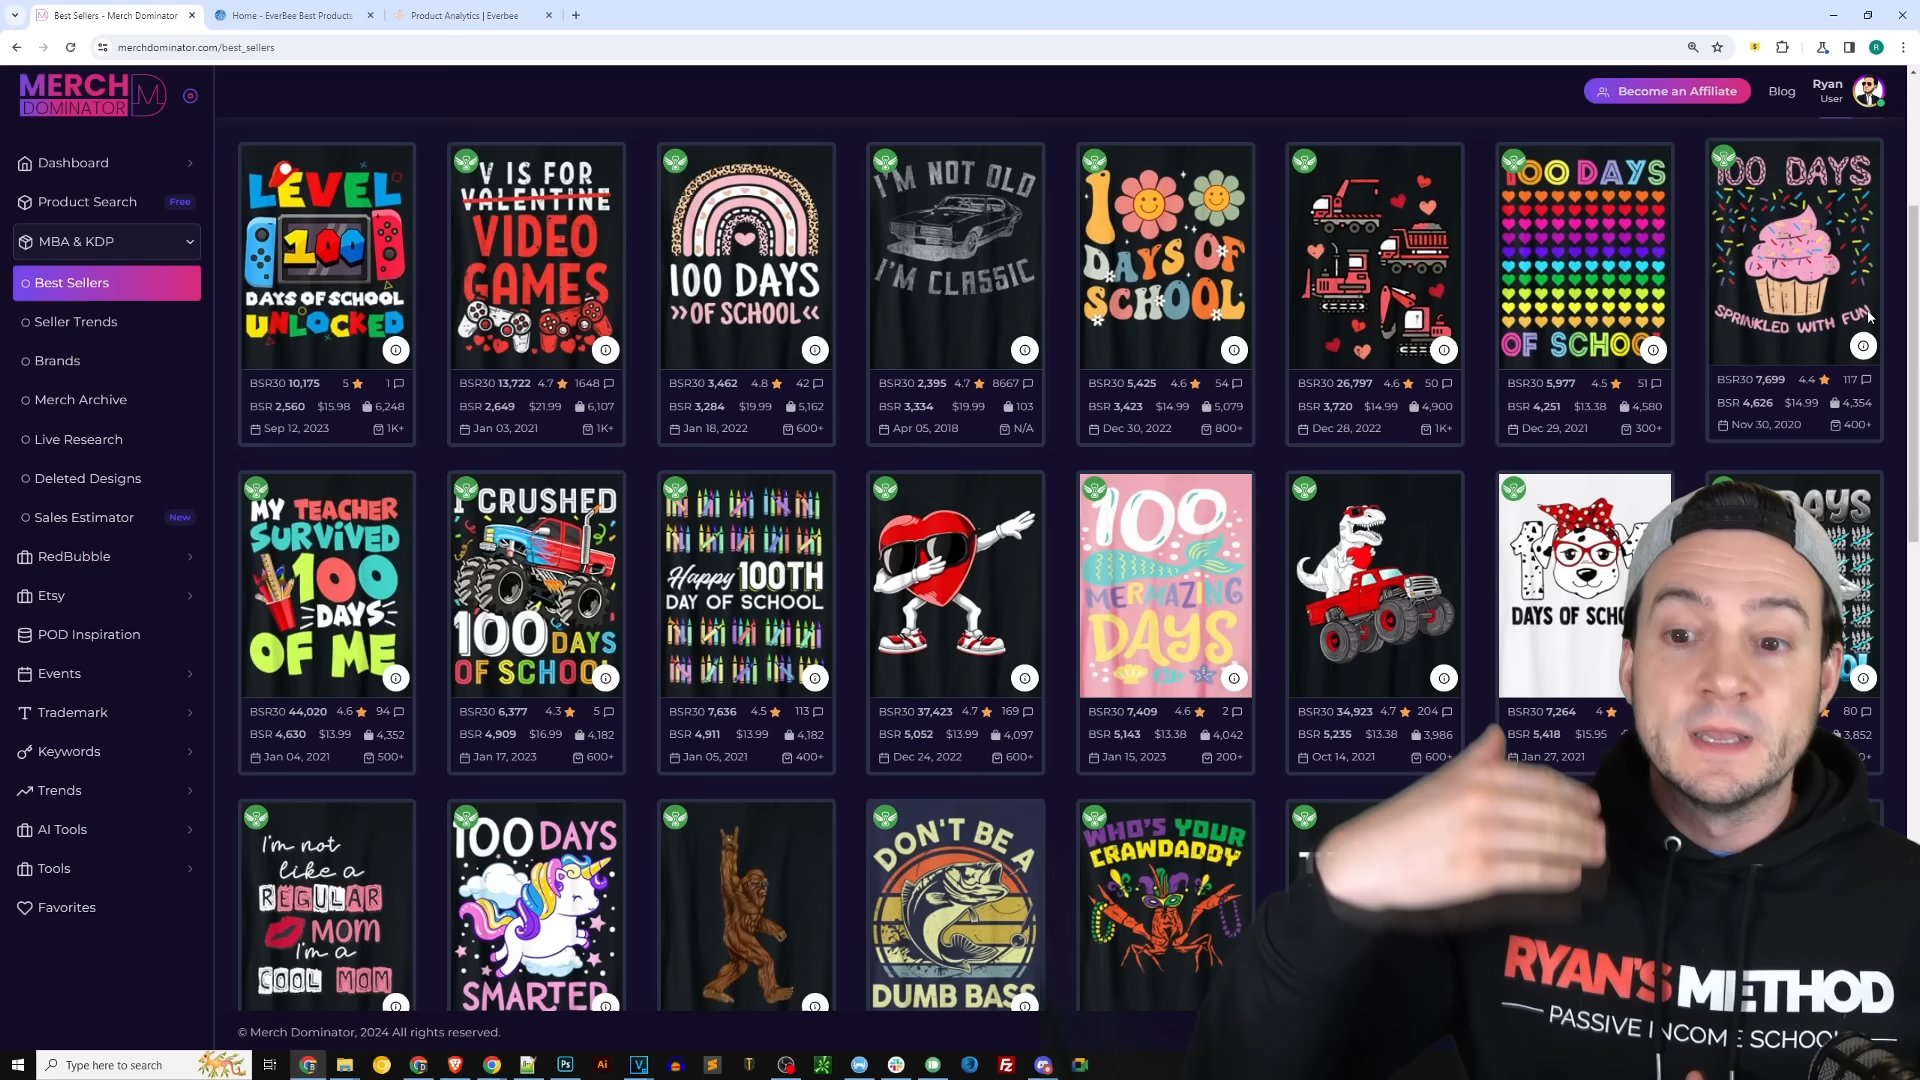 Best Sellers - Merch Dominator
Home - EverBee Best Products
Product Analytics | Everbee
merchdominator.com/best_sellers
MERCH
DOMINATOR
Become an Affiliate
Blog
Ryan
User
Dashboard
Product Search
Free
MBA & KDP
Best Sellers
Seller Trends
Brands
Merch Archive
Live Research
Deleted Designs
Sales Estimator
New
RedBubble
Etsy
POD Inspiration
Events
Trademark
Keywords
Trends
AI Tools
Tools
Favorites
LEVEL
100
DAYS OF SCHOOL
UNLOCKED
BSR30 10,175 5 1
BSR 2,560 $15.98 6,248
Sep 12, 2023 1K+
V IS FOR
VALENTINE
VIDEO
GAMES
BSR30 13,722 4.7 1648
BSR 2,649 $21.99 6,107
Jan 03, 2021 1K+
100 DAYS
>>OF SCHOOL<<
BSR30 3,462 4.8 42
BSR 3,284 $19.99 5,162
Jan 18, 2022 600+
I'M NOT OLD
I'M CLASSIC
BSR30 2,395 4.7 8667
BSR 3,334 $19.99 103
Apr 05, 2018 N/A
100
DAYS OF
SCHOOL
BSR30 5,425 4.6 54
BSR 3,423 $14.99 5,079
Dec 30, 2022 800+
BSR30 26,797 4.6 50
BSR 3,720 $14.99 4,900
Dec 28, 2022 1K+
100 DAYS
OF SCHOOL
BSR30 5,977 4.5 51
BSR 4,251 $13.38 4,580
Dec 29, 2021 300+
100 DAYS
SPRINKLED WITH FUN
BSR30 7,699 4.4 117
BSR 4,626 $14.99 4,354
Nov 30, 2020 400+
MY TEACHER
SURVIVED
100
DAYS
OF ME
BSR30 44,020 4.6 94
BSR 4,630 $13.99 4,352
Jan 04, 2021 500+
I CRUSHED
100 DAYS
OF SCHOOL
BSR30 6,377 4.3 5
BSR 4,909 $16.99 4,182
Jan 17, 2023 600+
Happy 100TH
DAY OF SCHOOL
BSR30 7,636 4.5 113
BSR 4,911 $13.99 4,182
Jan 05, 2021 400+
BSR30 37,423 4.7 169
BSR 5,052 $13.99 4,097
Dec 24, 2022 600+
100
MERMAZING
DAYS
BSR30 7,409 4.6 2
BSR 5,143 $13.38 4,042
Jan 15, 2023 200+
BSR30 34,923 4.7 204
BSR 5,235 $13.38 3,986
Oct 14, 2021 600+
DAYS OF SCHO
BSR30 7,264 4
BSR 5,418 $15.95
Jan 27, 2021
DAYS
80
3,852
I'm not
like a
REGULAR
MOM
I'm a
COOL MOM
100 DAYS
SMARTER
DON'T BE A
DUMB BASS
WHO'S YOUR
CRAWDADDY
RYAN'S METHOD
PASSIVE INCOME SCHOOL
© Merch Dominator, 2024 All rights reserved.
Type here to search